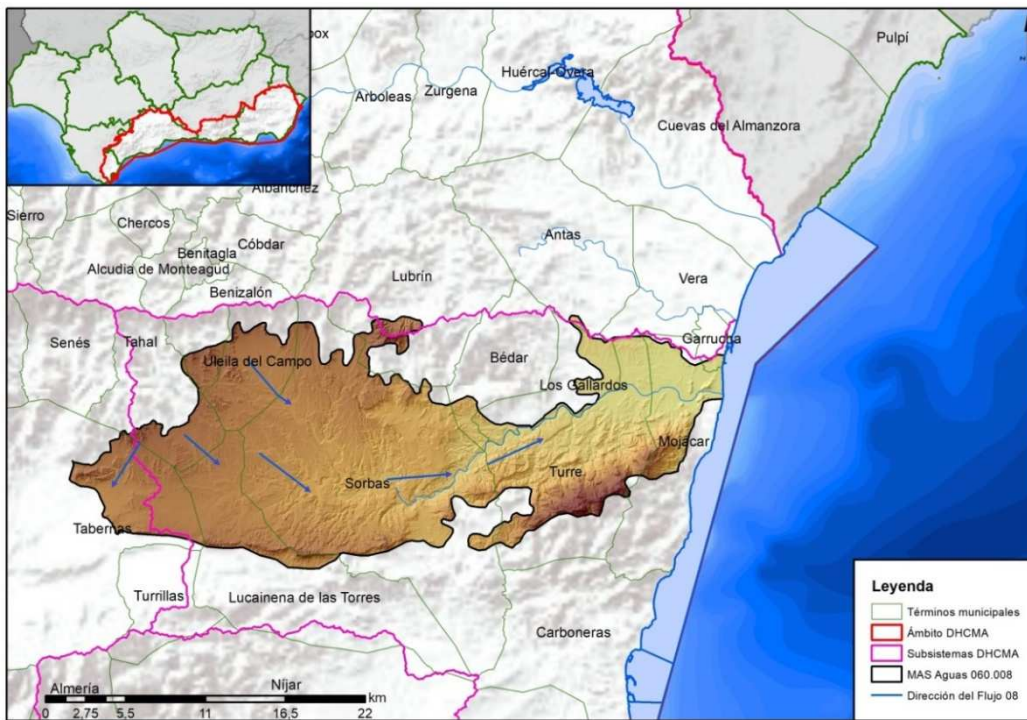 Pulpí
Huércal-Overa
Zurgena
Arboleas
Cuevas del Almanzora
Albánchez
Sierro
Chercos
Antas
Cóbdar
Benitagla
Alcudia de Monteagud
Lubrín
Vera
Benizalón
Garrucha
Senés
Tahal
Bédar
Uleila del Campo
Los Gallardos
Mojácar
Turre
Sorbas
Tabernas
Turrillas
Lucainena de las Torres
Carboneras
Almería
Níjar
km
0 2,75 5,5 11 16,5 22
Leyenda
Términos municipales
Ámbito DHCMA
Subsistemas DHCMA
MAS Aguas 060.008
Dirección del Flujo 08